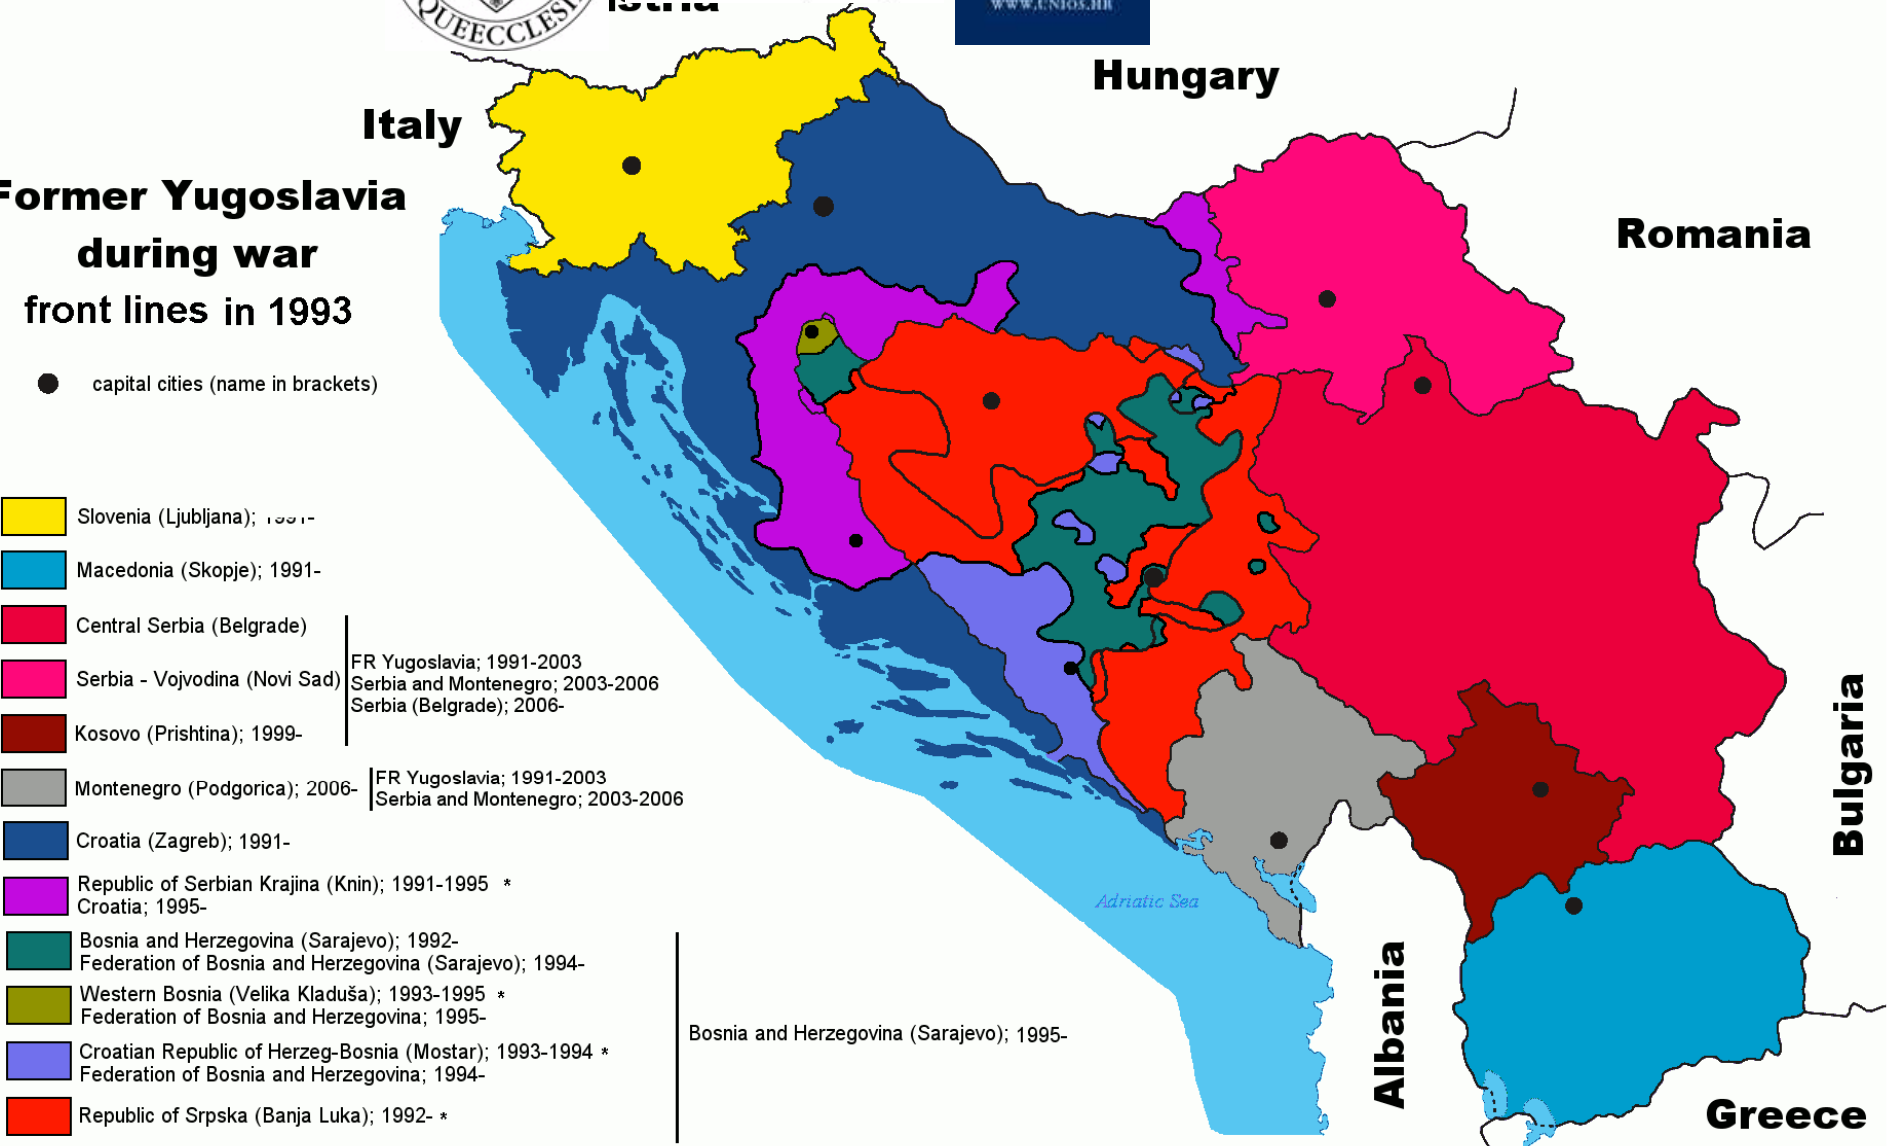 QUEECCLESI
WWW.UNIOS.HR
Hungary
Italy
Former Yugoslavia
during war
front lines in 1993
Romania
capital cities (name in brackets)
Slovenia (Ljubljana); 1991-
Macedonia (Skopje); 1991-
Central Serbia (Belgrade)
Serbia - Vojvodina (Novi Sad)
Kosovo (Prishtina); 1999-
FR Yugoslavia; 1991-2003
Serbia and Montenegro; 2003-2006
Serbia (Belgrade); 2006-
Montenegro (Podgorica); 2006-
FR Yugoslavia; 1991-2003
Serbia and Montenegro; 2003-2006
Croatia (Zagreb); 1991-
Republic of Serbian Krajina (Knin); 1991-1995 *
Croatia; 1995-
Bosnia and Herzegovina (Sarajevo); 1992-
Federation of Bosnia and Herzegovina (Sarajevo); 1994-
Western Bosnia (Velika Kladuša); 1993-1995 *
Federation of Bosnia and Herzegovina; 1995-
Croatian Republic of Herzeg-Bosnia (Mostar); 1993-1994 *
Federation of Bosnia and Herzegovina; 1994-
Republic of Srpska (Banja Luka); 1992- *
Bosnia and Herzegovina (Sarajevo); 1995-
Adriatic Sea
Albania
Bulgaria
Greece